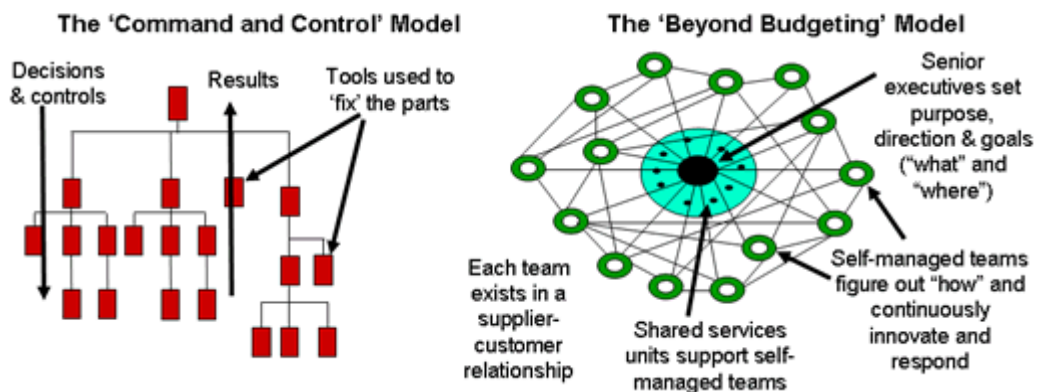 The 'Command and Control' Model
Decisions
& controls
Results
Tools used to
'fix' the parts
The 'Beyond Budgeting' Model
Senior
executives set
purpose,
direction & goals
("what" and
"where")
Self-managed teams
figure out "how" and
continuously
innovate and
respond
Each team
exists in a
supplier-
customer
relationship
Shared services
units support self-
managed teams